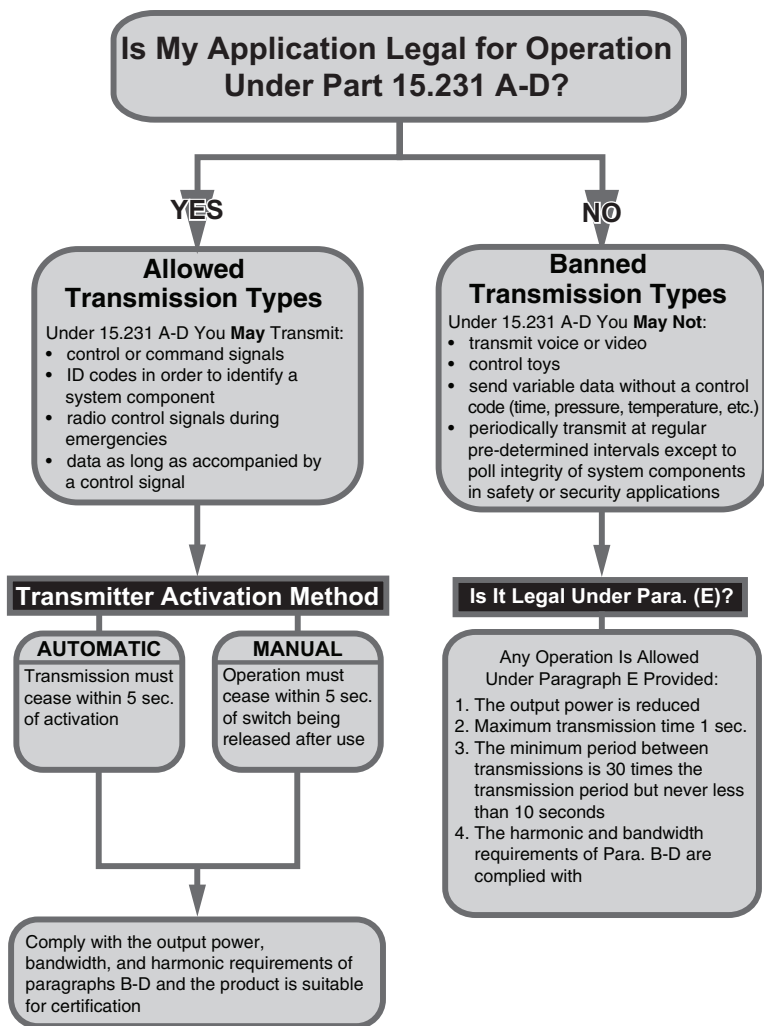 Is My Application Legal for Operation
Under Part 15.231 A-D?
YES
Allowed
Transmission Types
Under 15.231 A-D You May Transmit:
• control or command signals
• ID codes in order to identify a
system component
• radio control signals during
emergencies
• data as long as accompanied by
a control signal
NO
Banned
Transmission Types
Under 15.231 A-D You May Not:
• transmit voice or video
• control toys
• send variable data without a control
code (time, pressure, temperature, etc.)
• periodically transmit at regular
pre-determined intervals except to
poll integrity of system components
in safety or security applications
Transmitter Activation Method
AUTOMATIC
Transmission must
cease within 5 sec.
of activation
MANUAL
Operation must
cease within 5 sec.
of switch being
released after use
Comply with the output power,
bandwidth, and harmonic requirements of
paragraphs B-D and the product is suitable
for certification
Is It Legal Under Para. (E)?
Any Operation Is Allowed
Under Paragraph E Provided:
1. The output power is reduced
2. Maximum transmission time 1 sec.
3. The minimum period between
transmissions is 30 times the
transmission period but never less
than 10 seconds
4. The harmonic and bandwidth
requirements of Para. B-D are
complied with